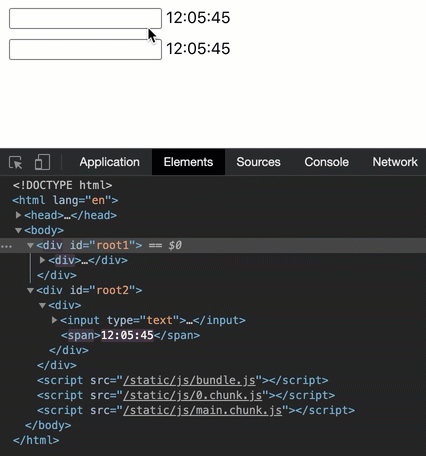 12:05:45
12:05:45
Application Elements Sources Console Network
<!DOCTYPE html>
<html lang="en">
<head>…</head>
<body>
… <div id="root1"> == $0
<div>…</div>
</div>
<div id="root2">
<div>
<input type="text">…</input>
<span>12:05:45</span>
</div>
</div>
<script src="/static/js/bundle.js"></script>
<script src="/static/js/0.chunk.js"></script>
<script src="/static/js/main.chunk.js"></script>
</body>
</html>